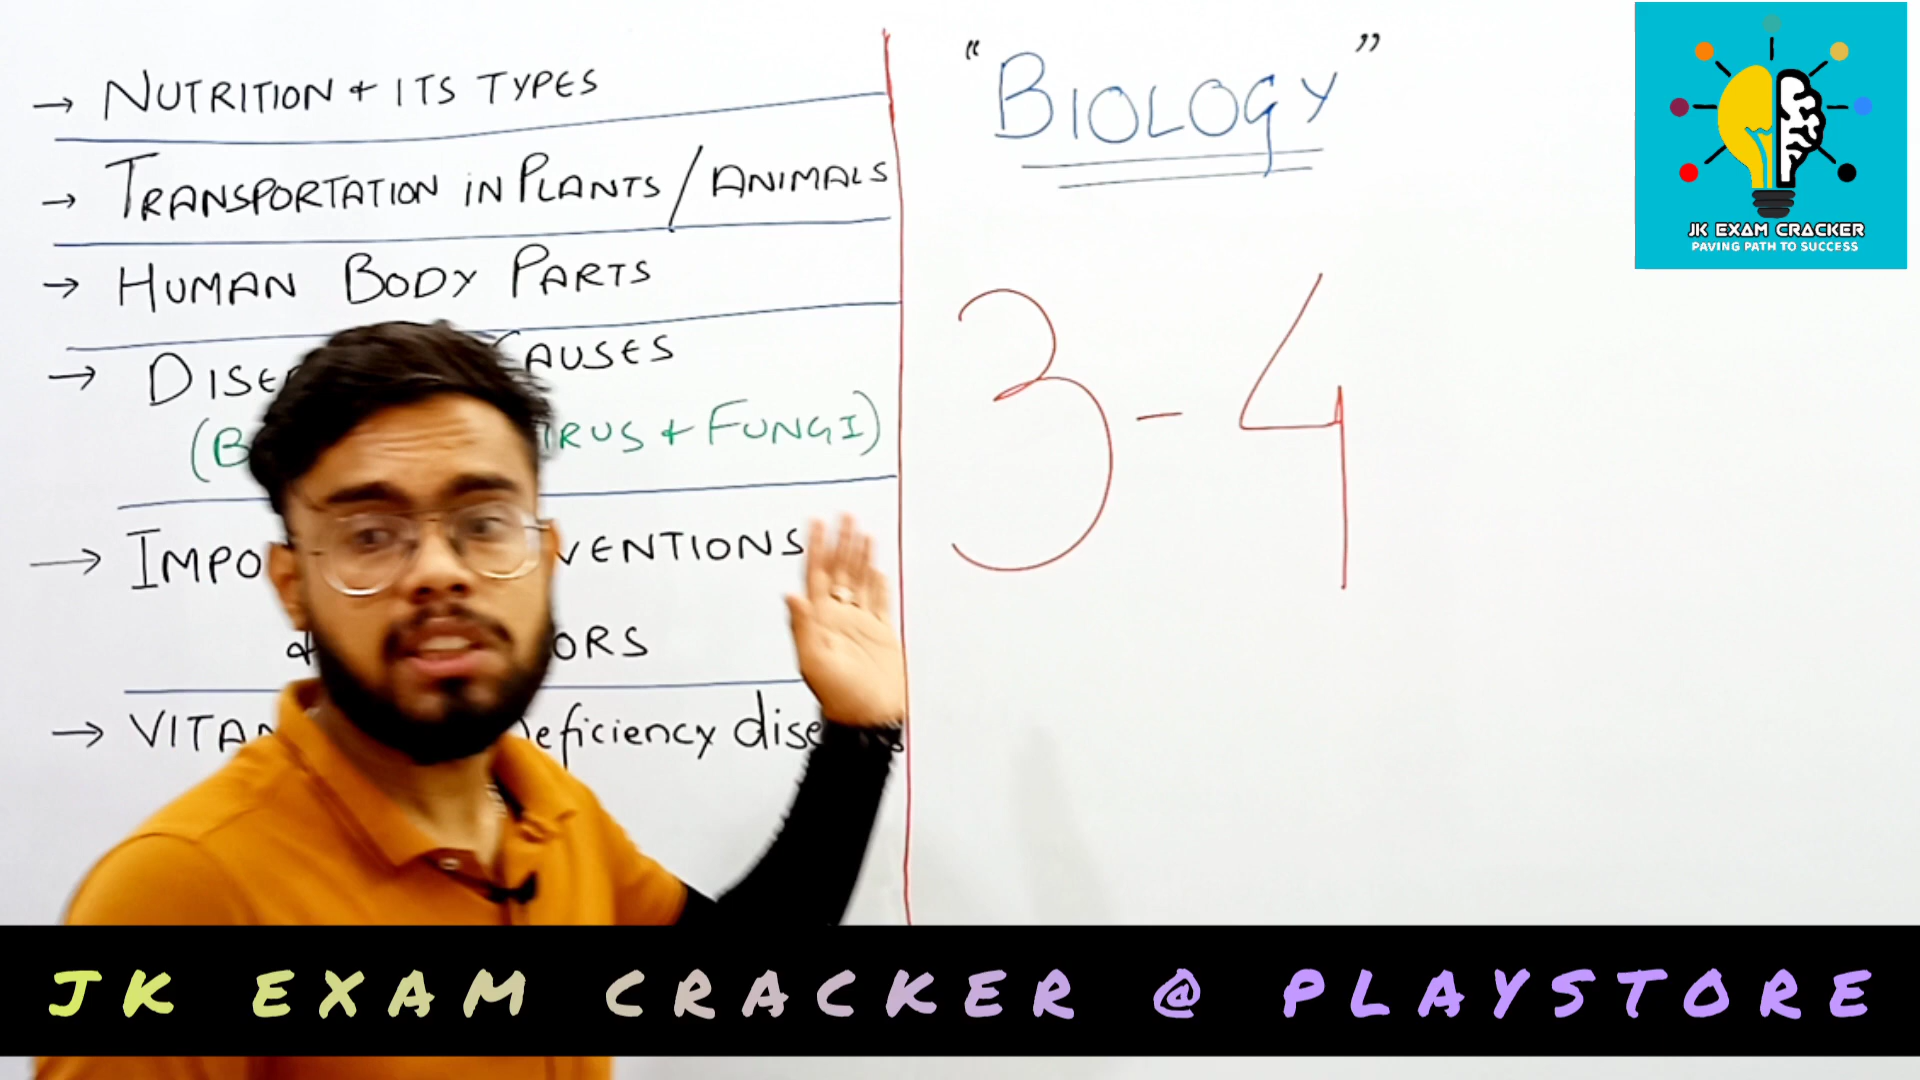 → NUTRITION + ITS TYPES
→ TRANSPORTATION IN PLANTS / ANIMALS
→ HUMAN BODY PARTS
→ DISE AUSES
(B IRUS + FUNGI)
→ IMPO VENTIONS
+ ORS
→ VITA eficiency dise
"BIOLOGY"
3-4
JK EXAM CRACKER
PAVING PATH TO SUCCESS
JK EXAM CRACKER @ PLAYSTORE